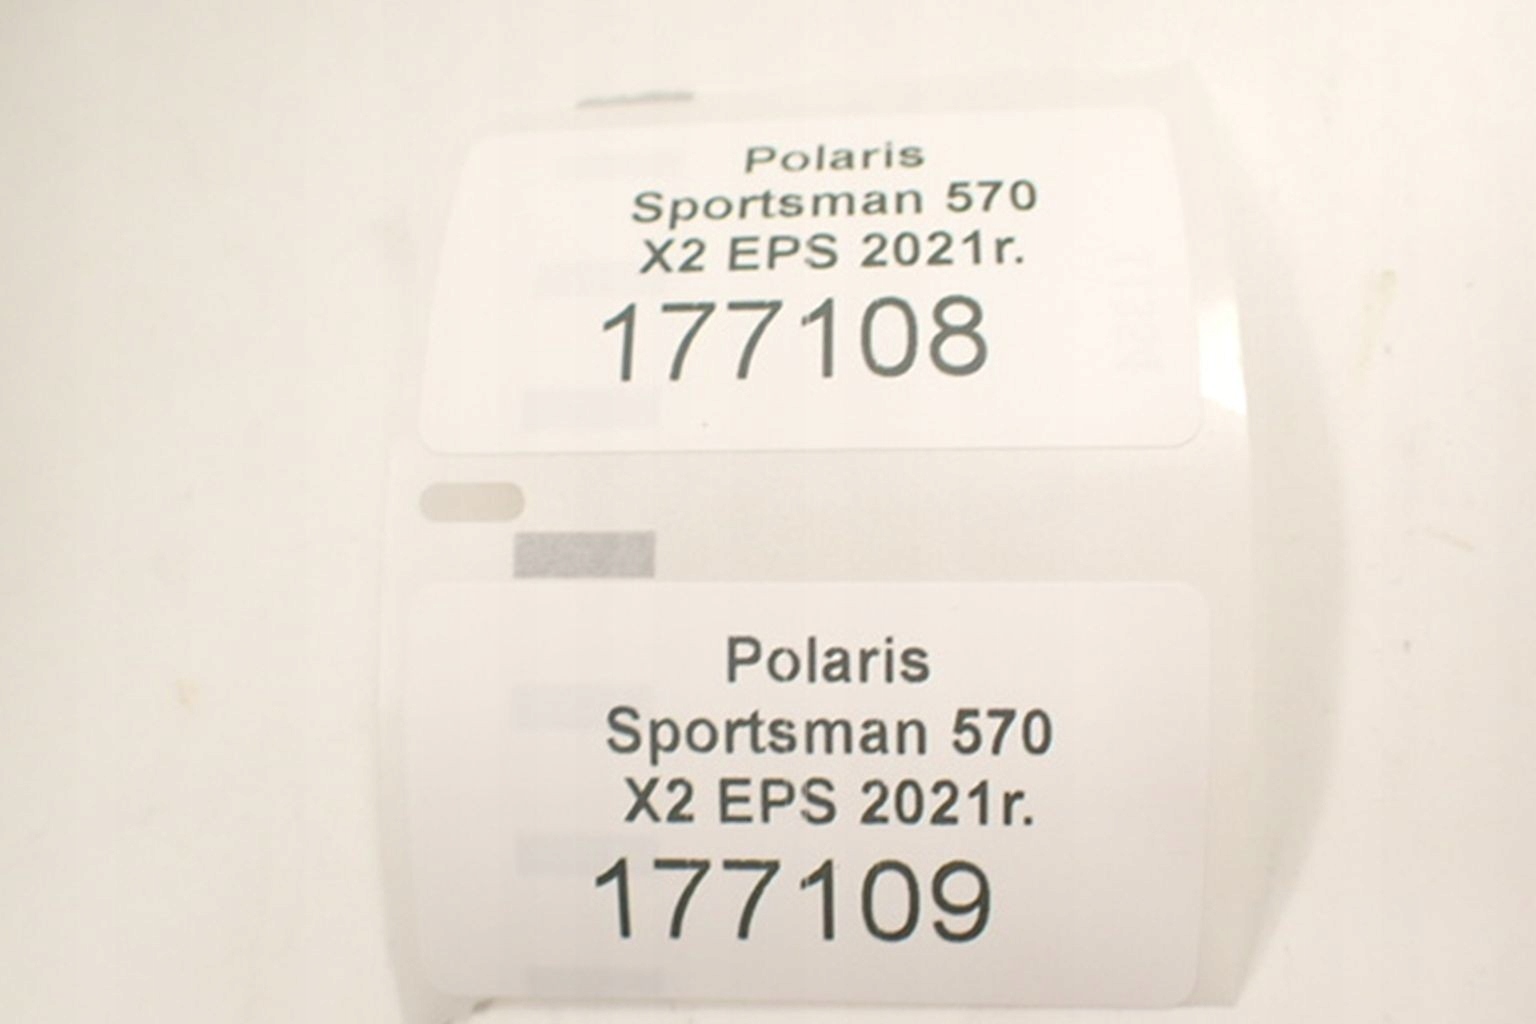 Polaris
Sportsman 570
X2 EPS 2021r.
177108
Polaris
Sportsman 570
X2 EPS 2021r.
177109